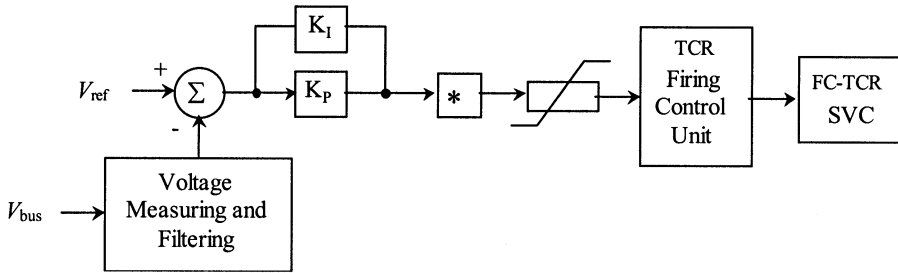 K_I
V_ref
+
Σ
-
K_P
*
TCR
Firing
Control
Unit
FC-TCR
SVC
V_bus
Voltage
Measuring and
Filtering